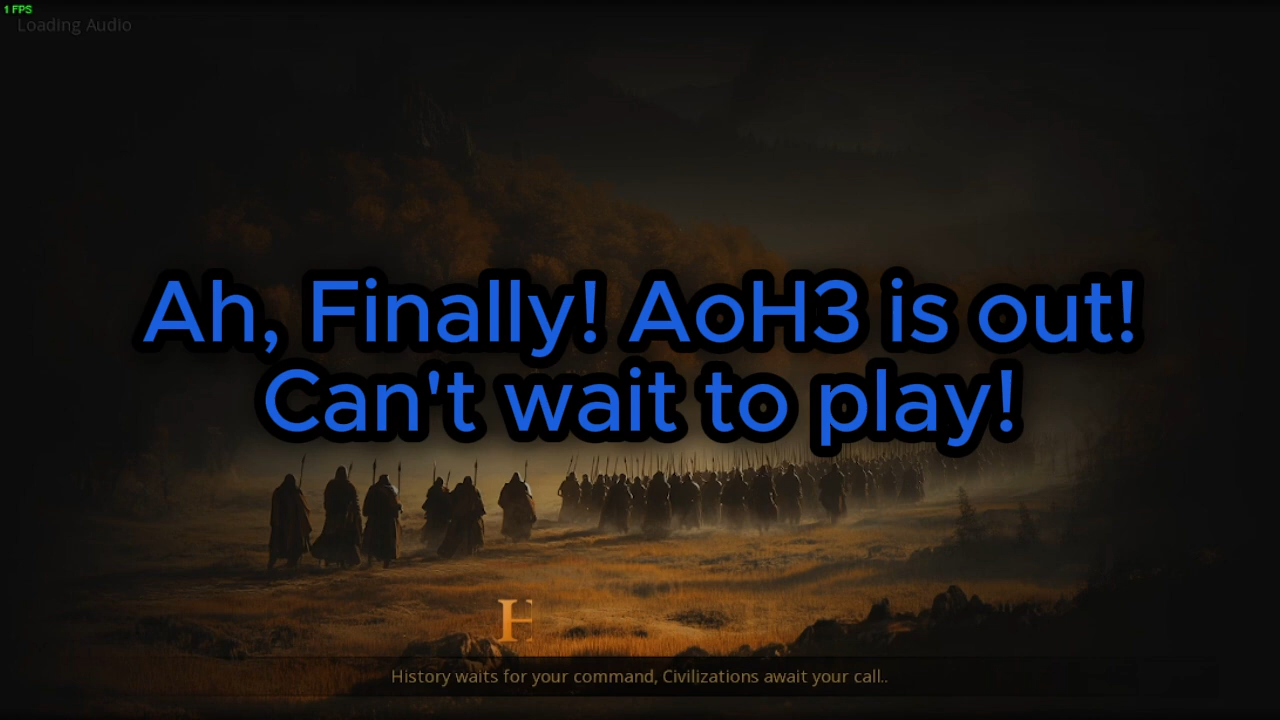 1 FPS
Loading Audio
Ah, Finally! AoH3 is out!
Can't wait to play!
H
History waits for your command, Civilizations await your call..